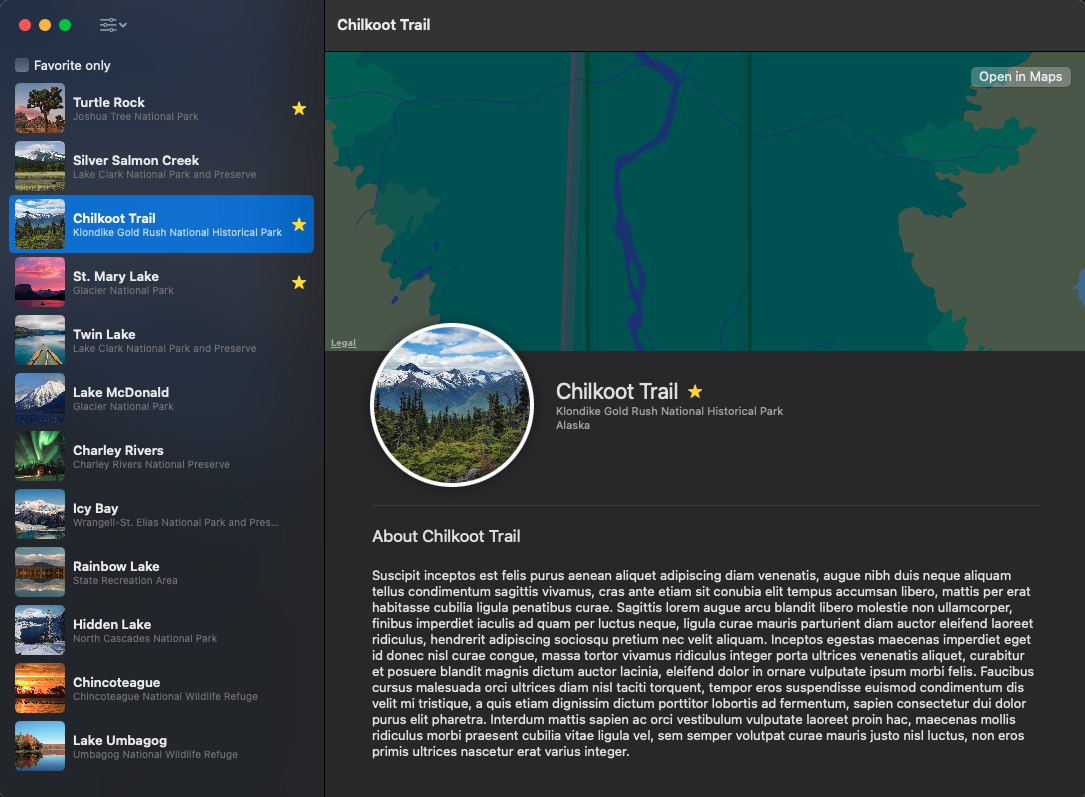 Chilkoot Trail
Favorite only
Turtle Rock
Joshua Tree National Park
Silver Salmon Creek
Lake Clark National Park and Preserve
Chilkoot Trail
Klondike Gold Rush National Historical Park
St. Mary Lake
Glacier National Park
Twin Lake
Lake Clark National Park and Preserve
Lake McDonald
Glacier National Park
Charley Rivers
Charley Rivers National Preserve
Icy Bay
Wrangell-St. Elias National Park and Pres...
Rainbow Lake
State Recreation Area
Hidden Lake
North Cascades National Park
Chincoteague
Chincoteague National Wildlife Refuge
Lake Umbagog
Umbagog National Wildlife Refuge
Open in Maps
Legal
Chilkoot Trail
Klondike Gold Rush National Historical Park
Alaska
About Chilkoot Trail
Suscipit inceptos est felis purus aenean aliquet adipiscing diam venenatis, augue nibh duis neque aliquam
tellus condimentum sagittis vivamus, cras ante etiam sit conubia elit tempus accumsan libero, mattis per erat
habitasse cubilia ligula penatibus curae. Sagittis lorem augue arcu blandit libero molestie non ullamcorper,
finibus imperdiet iaculis ad quam per luctus neque, ligula curae mauris parturient diam auctor eleifend laoreet
ridiculus, hendrerit adipiscing sociosqu pretium nec velit aliquam. Inceptos egestas maecenas imperdiet eget
id donec nisl curae congue, massa tortor vivamus ridiculus integer porta ultrices venenatis aliquet, curabitur
et posuere blandit magnis dictum auctor lacinia, eleifend dolor in ornare vulputate ipsum morbi felis. Faucibus
cursus malesuada orci ultrices diam nisl taciti torquent, tempor eros suspendisse euismod condimentum dis
velit mi tristique, a quis etiam dignissim dictum porttitor lobortis ad fermentum, sapien consectetur dui dolor
purus elit pharetra. Interdum mattis sapien ac orci vestibulum vulputate laoreet proin hac, maecenas mollis
ridiculus morbi praesent cubilia vitae ligula vel, sem semper volutpat curae mauris justo nisl luctus, non eros
primis ultrices nascetur erat varius integer.